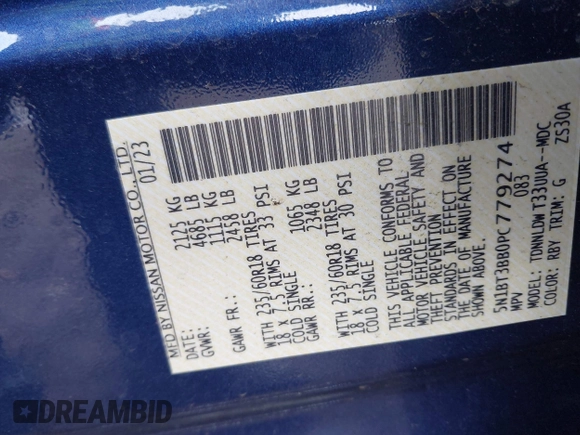 MFD BY NISSAN MOTOR CO., LTD.
DATE: 01/23
GVWR: 2125 KG
4685 LB
GAWR FR.: 1115 KG
2458 LB
WITH 235/60R18 TIRES
18 x 7.5 RIMS AT 33 PSI
COLD SINGLE
GAWR RR.: 1065 KG
2348 LB
WITH 235/60R18 TIRES
18 x 7.5 RIMS AT 30 PSI
COLD SINGLE
THIS VEHICLE CONFORMS TO
ALL APPLICABLE FEDERAL
MOTOR VEHICLE SAFETY AND
THEFT PREVENTION
STANDARDS IN EFFECT ON
THE DATE OF MANUFACTURE
SHOWN ABOVE.
5N1BT3BB0PC779274
MPV 083
MODEL: TDWNLDW T33UUA--MDC
COLOR: RBY TRIM: G ZS30A
DREAMBID